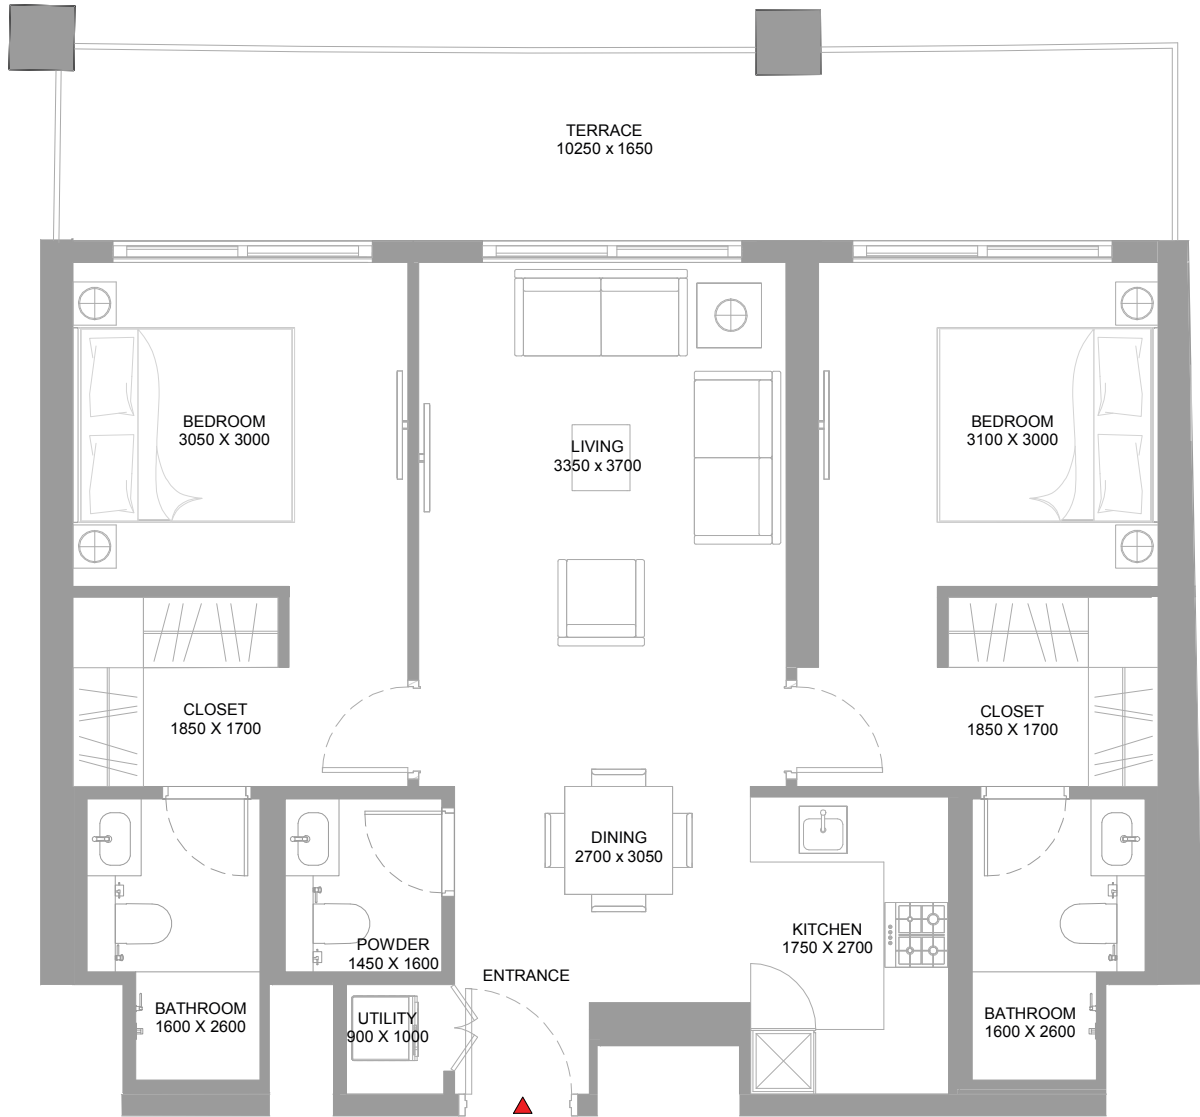 TERRACE
10250 x 1650
BEDROOM
3050 X 3000
LIVING
3350 x 3700
BEDROOM
3100 X 3000
CLOSET
1850 X 1700
CLOSET
1850 X 1700
DINING
2700 x 3050
KITCHEN
1750 X 2700
POWDER
1450 X 1600
ENTRANCE
BATHROOM
1600 X 2600
UTILITY
900 X 1000
BATHROOM
1600 X 2600